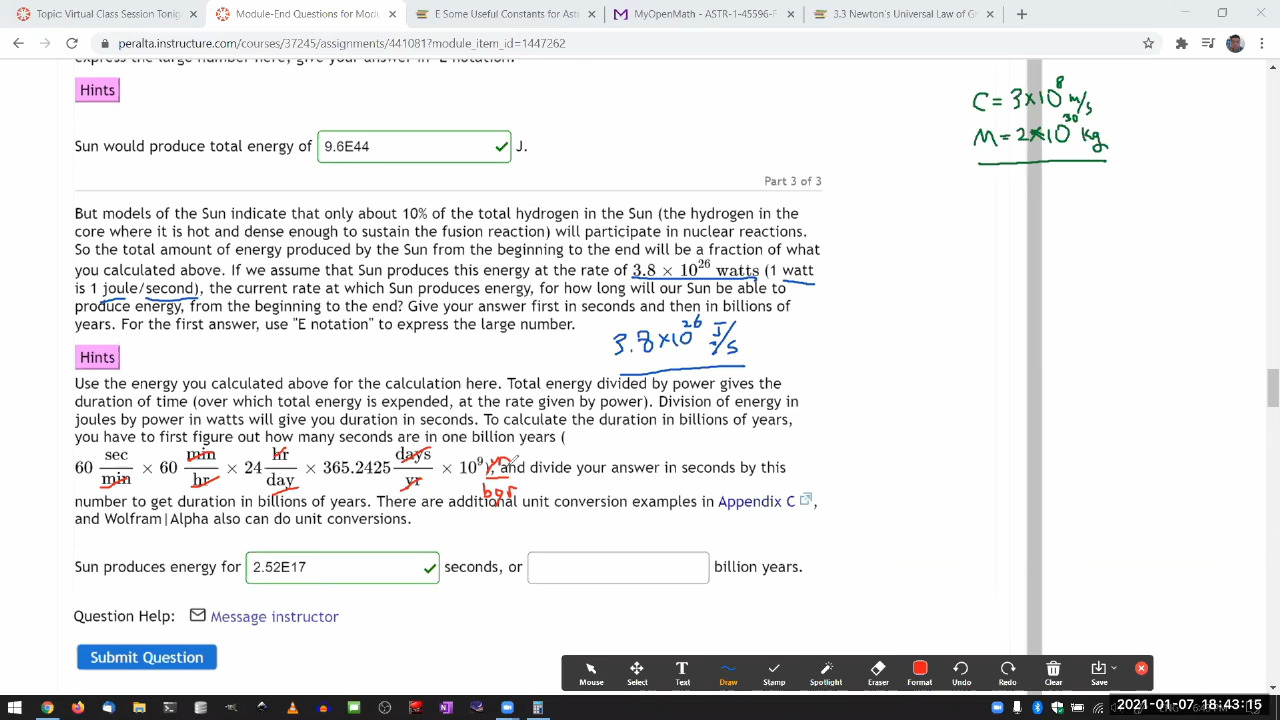 Topic: Virtual Class Session Tonig
Module-End Questions for Modul
E Some Useful Constants for Astr
MyOpenMath - AST-1-45596-F
3.3 Newton's Universal Law of Gr
peralta.instructure.com/courses/37245/assignments/441081?module_item_id=1447262
express the large number here, give your answer in "E notation".
Hints
C = 3×10⁸ m/s
M = 2×10³⁰ kg
Sun would produce total energy of 9.6E44 J.
Part 3 of 3
But models of the Sun indicate that only about 10% of the total hydrogen in the Sun (the hydrogen in the
core where it is hot and dense enough to sustain the fusion reaction) will participate in nuclear reactions.
So the total amount of energy produced by the Sun from the beginning to the end will be a fraction of what
you calculated above. If we assume that Sun produces this energy at the rate of 3.8 × 10²⁶ watts (1 watt
is 1 joule/second), the current rate at which Sun produces energy, for how long will our Sun be able to
produce energy, from the beginning to the end? Give your answer first in seconds and then in billions of
years. For the first answer, use "E notation" to express the large number.
3.8×10²⁶ J/s
Hints
Use the energy you calculated above for the calculation here. Total energy divided by power gives the
duration of time (over which total energy is expended, at the rate given by power). Division of energy in
joules by power in watts will give you duration in seconds. To calculate the duration in billions of years,
you have to first figure out how many seconds are in one billion years (
60 sec/min × 60 min/hr × 24 hr/day × 365.2425 days/yr × 10⁹ yr/byr), and divide your answer in seconds by this
number to get duration in billions of years. There are additional unit conversion examples in Appendix C,
and Wolfram|Alpha also can do unit conversions.
Sun produces energy for 2.52E17 seconds, or billion years.
Question Help: Message instructor
Submit Question
Mouse Select Text Draw Stamp Spotlight Eraser Format Undo Redo Clear Save
2021-01-07 18:43:15